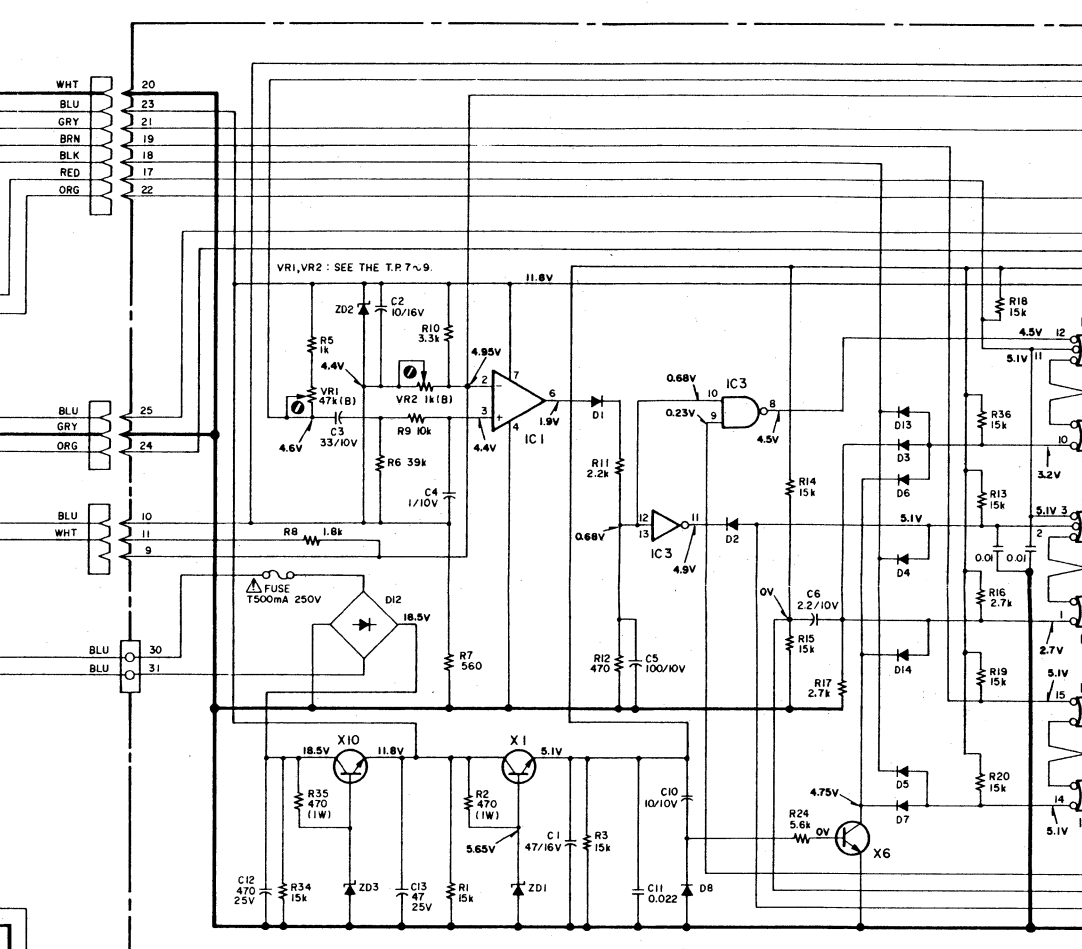 WHT 20
BLU 23
GRY 21
BRN 19
BLK 18
RED 17
ORG 22
VR1,VR2 : SEE THE T.P. 7~9.
11.8V
ZD2
C2
10/16V
R10
3.3k
R5
1k
4.4V
4.95V
2
7
VR1
47k(B)
VR2 1k(B)
6
1.9V
D1
3
4
IC1
4.4V
C3
33/10V
R9 10k
4.6V
R6 39k
C4
1/10V
BLU 25
GRY
ORG 24
BLU 10
WHT 11
9
R8 1.8k
FUSE
T500mA 250V
D12
18.5V
BLU 30
BLU 31
R7
560
R11
2.2k
0.68V
R12
470
C5
100/10V
0.68V
0.23V
10
9
IC3
8
4.5V
12
13
11
IC3
4.9V
D2
R14
15k
0V
C6
2.2/10V
R15
15k
R17
2.7k
D13
D3
D6
5.1V
D4
D14
D5
D7
R18
15k
4.5V 12
5.1V 11
R36
15k
10
3.2V
R13
15k
5.1V 3
2
0.01 0.01
R16
2.7k
1
2.7V
R19
15k
5.1V
15
R20
15k
14
5.1V
X10
18.5V 11.8V
R35
470
(1W)
X1
5.1V
R2
470
(1W)
5.65V
C12
470
25V
R34
15k
ZD3
C13
47
25V
R1
15k
ZD1
C1
47/16V
R3
15k
C10
10/10V
C11
0.022
D8
4.75V
R24
5.6k
0V
X6